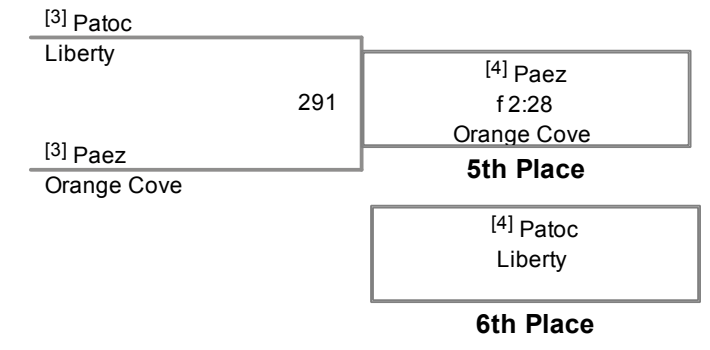 [3] Patoc
Liberty
291
[3] Paez
Orange Cove
[4] Paez
f 2:28
Orange Cove
5th Place
[4] Patoc
Liberty
6th Place